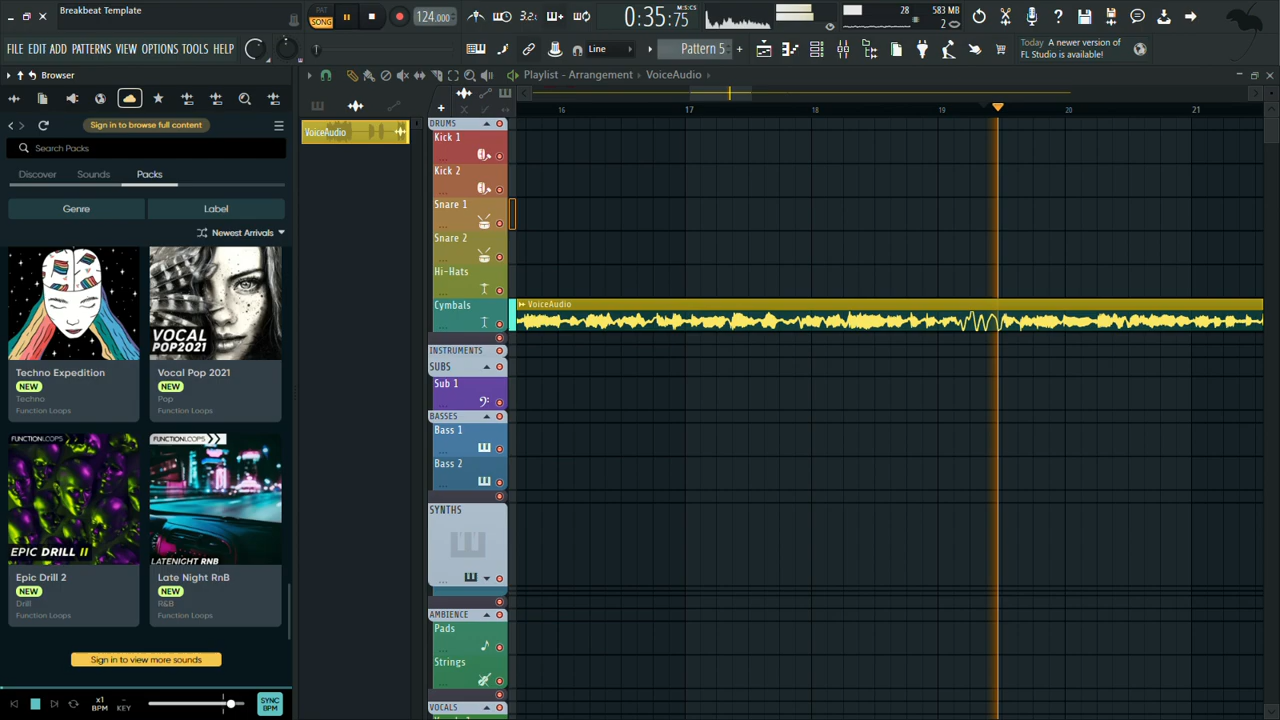 Breakbeat Template
PAT
SONG
124.000
3.2.
0:35:75
M:S:CS
28
583 MB
2
FILE EDIT ADD PATTERNS VIEW OPTIONS TOOLS HELP
Line
Pattern 5
Today A newer version of
FL Studio is available!
Browser
Playlist - Arrangement
VoiceAudio
Sign in to browse full content
Search Packs
Discover
Sounds
Packs
Genre
Label
Newest Arrivals
VOCAL
POP2021
Techno Expedition
NEW
Techno
Function Loops
Vocal Pop 2021
NEW
Pop
Function Loops
FUNCTION LOOPS
EPIC DRILL II
FUNCTION LOOPS
LATENIGHT RNB
Epic Drill 2
NEW
Drill
Function Loops
Late Night RnB
NEW
R&B
Function Loops
Sign in to view more sounds
x1
BPM
-
KEY
SYNC
BPM
VoiceAudio
16
17
18
19
20
21
DRUMS
Kick 1
Kick 2
Snare 1
Snare 2
Hi-Hats
Cymbals
VoiceAudio
INSTRUMENTS
SUBS
Sub 1
BASSES
Bass 1
Bass 2
SYNTHS
AMBIENCE
Pads
Strings
VOCALS